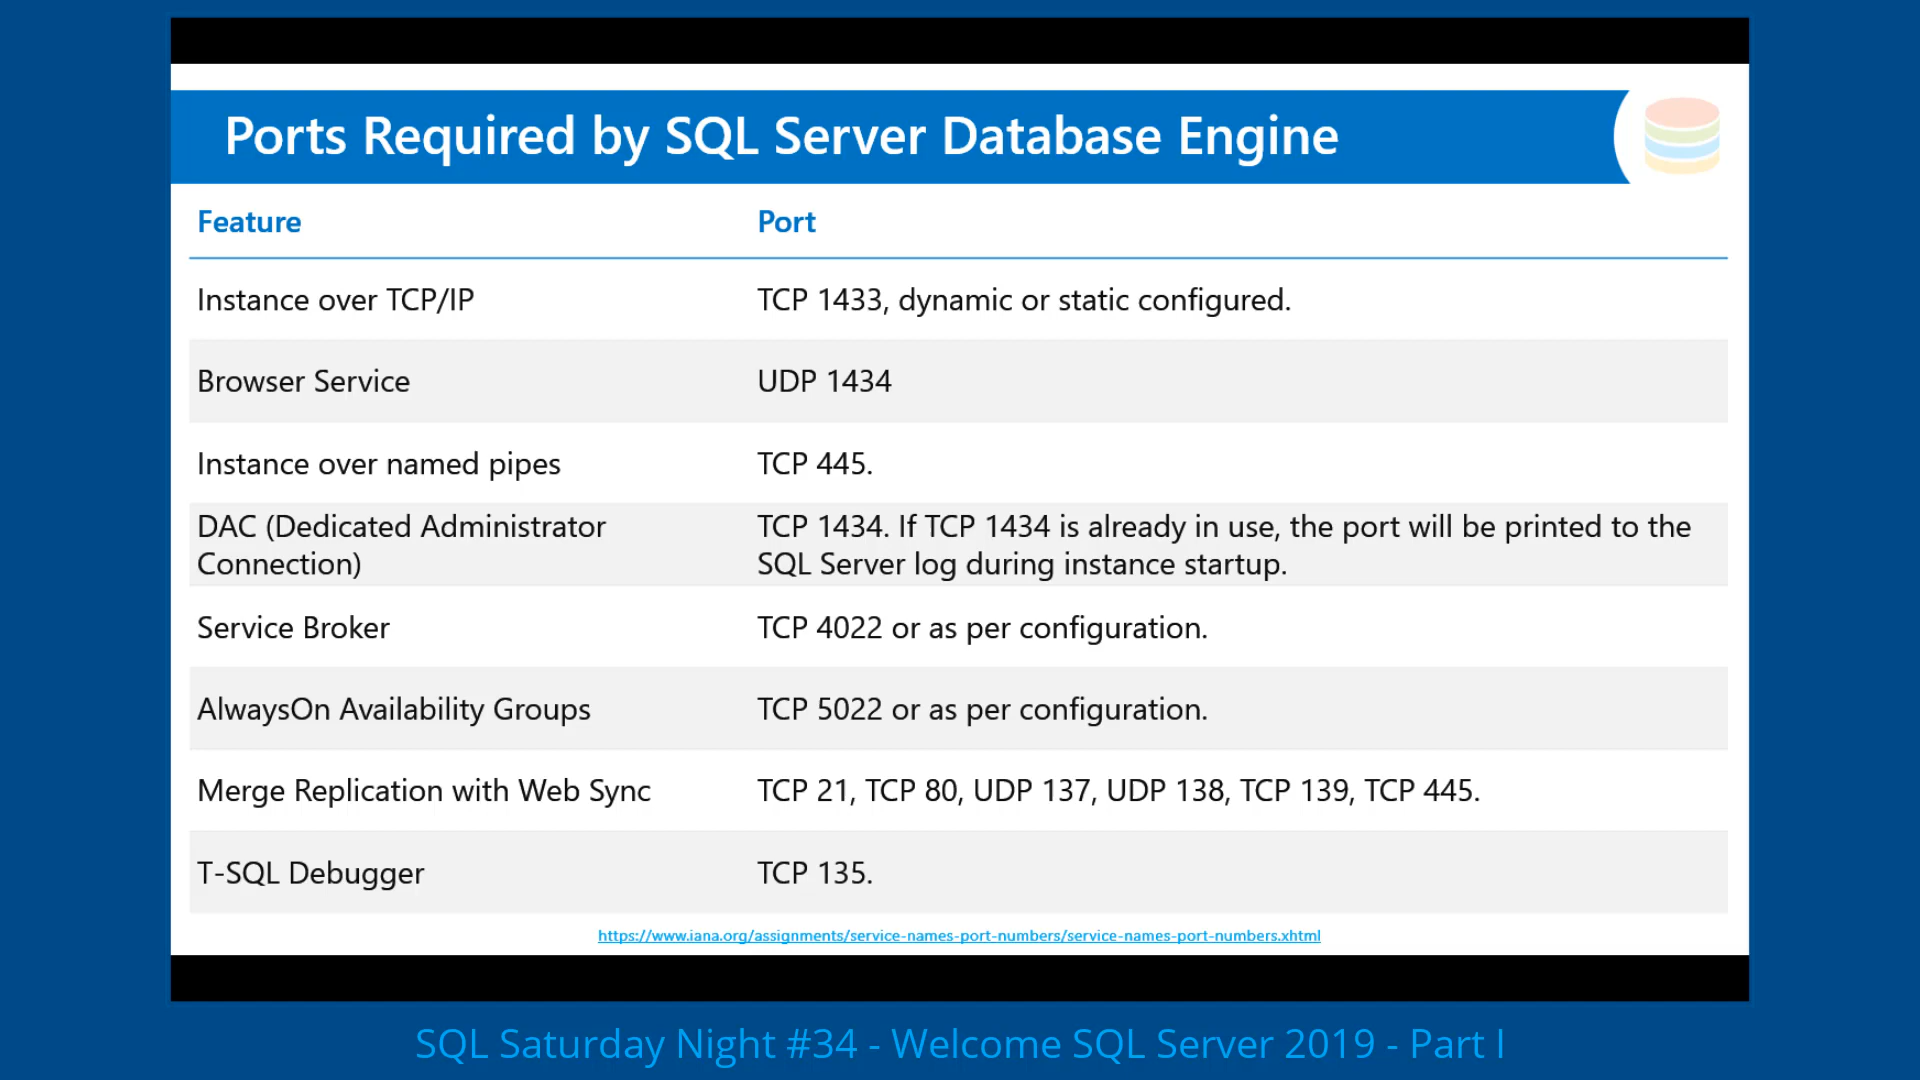 Ports Required by SQL Server Database Engine
Feature Port
Instance over TCP/IP TCP 1433, dynamic or static configured.
Browser Service UDP 1434
Instance over named pipes TCP 445.
DAC (Dedicated Administrator Connection) TCP 1434. If TCP 1434 is already in use, the port will be printed to the
SQL Server log during instance startup.
Service Broker TCP 4022 or as per configuration.
AlwaysOn Availability Groups TCP 5022 or as per configuration.
Merge Replication with Web Sync TCP 21, TCP 80, UDP 137, UDP 138, TCP 139, TCP 445.
T-SQL Debugger TCP 135.
https://www.iana.org/assignments/service-names-port-numbers/service-names-port-numbers.xhtml
SQL Saturday Night #34 - Welcome SQL Server 2019 - Part I